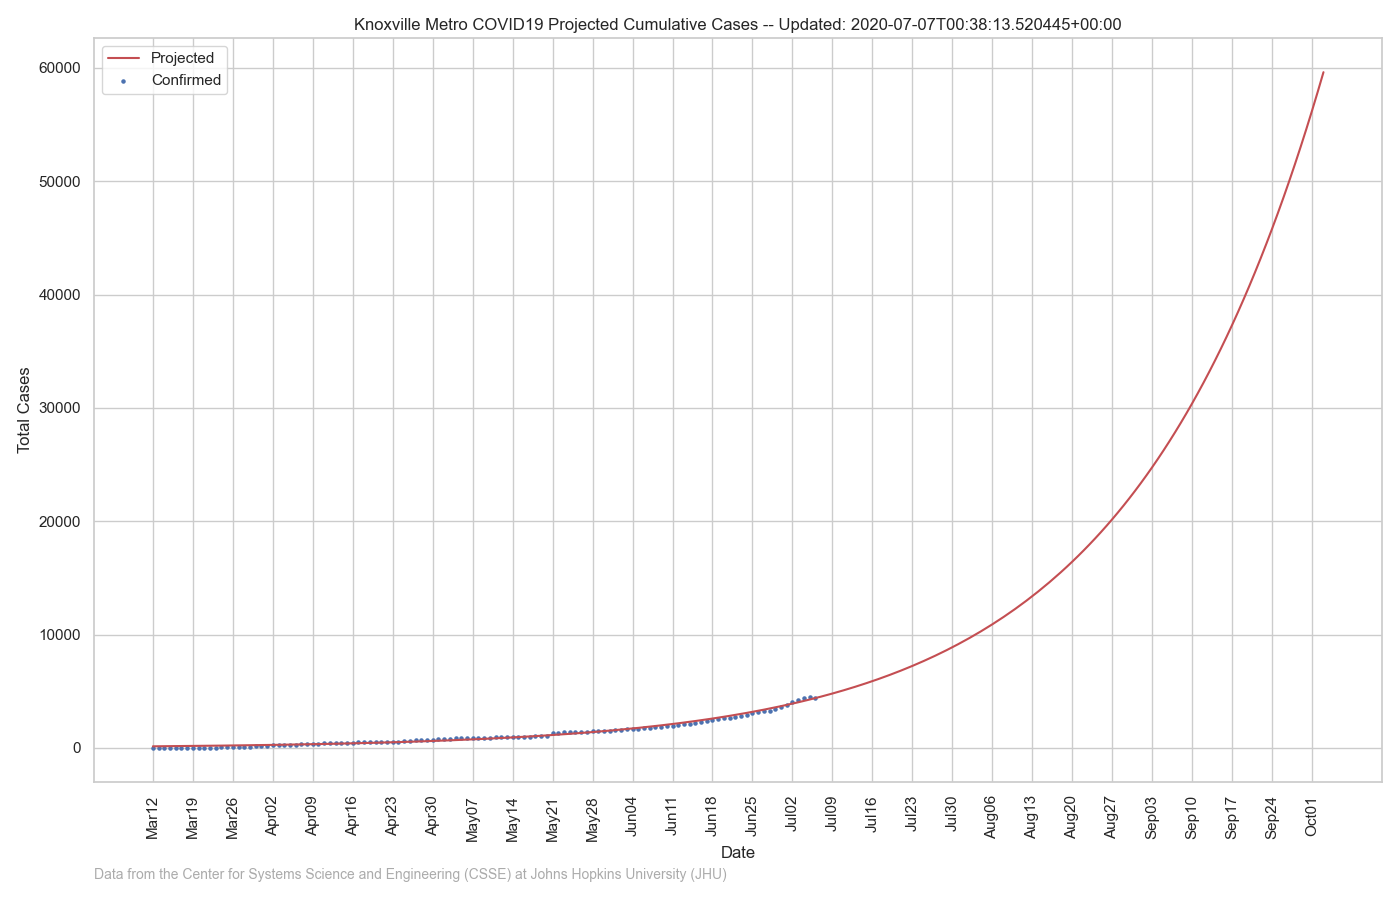 Knoxville Metro COVID19 Projected Cumulative Cases -- Updated: 2020-07-07T00:38:13.520445+00:00
Projected
Confirmed
60000
50000
40000
30000
20000
10000
0
Total Cases
Mar12
Mar19
Mar26
Apr02
Apr09
Apr16
Apr23
Apr30
May07
May14
May21
May28
Jun04
Jun11
Jun18
Jun25
Jul02
Jul09
Jul16
Jul23
Jul30
Aug06
Aug13
Aug20
Aug27
Sep03
Sep10
Sep17
Sep24
Oct01
Date
Data from the Center for Systems Science and Engineering (CSSE) at Johns Hopkins University (JHU)